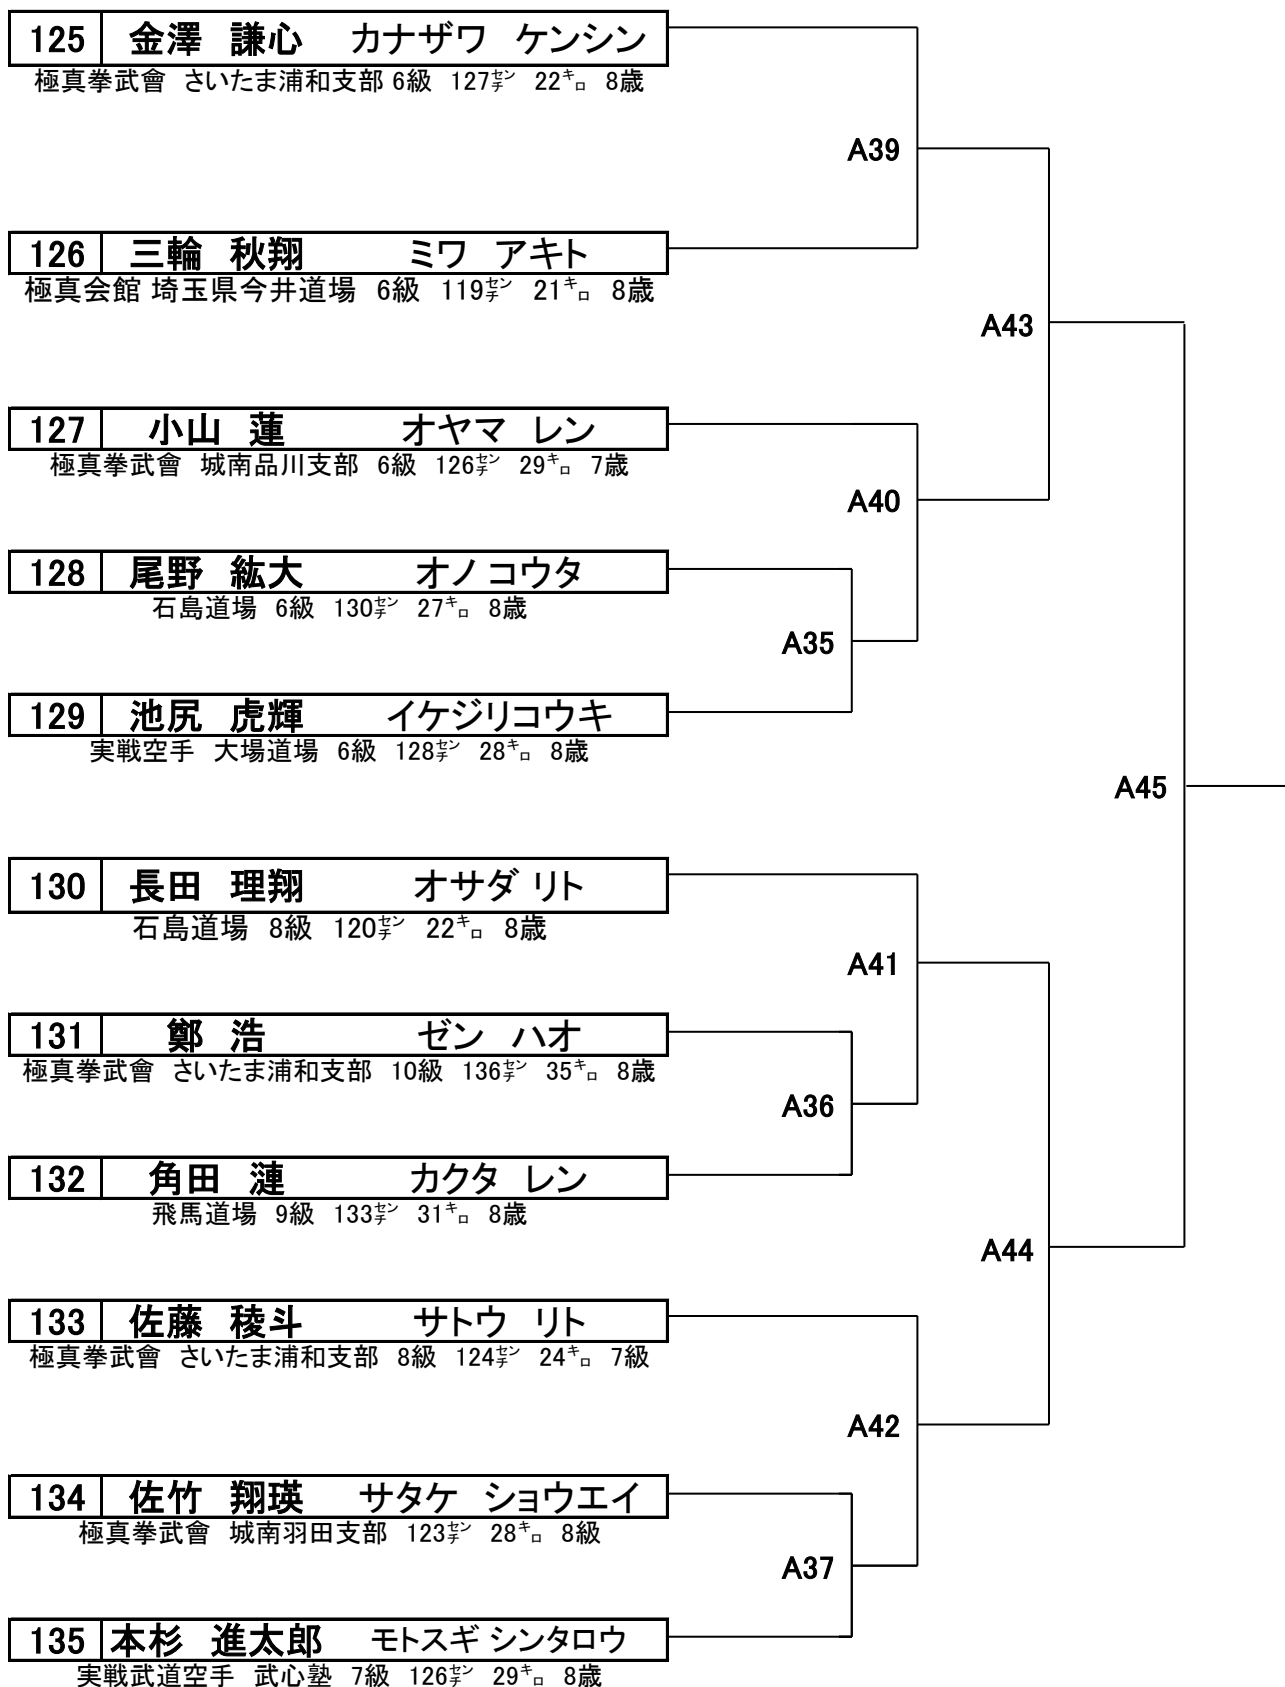 125 金澤　謙心　カナザワ　ケンシン
極真拳武會　さいたま浦和支部 6級　127㌢　22㌔　8歳
A39
126 三輪　秋翔　ミワ　アキト
極真会館 埼玉県今井道場　6級　119㌢　21㌔　8歳
A43
127 小山　蓮　オヤマ　レン
極真拳武會　城南品川支部　6級　126㌢　29㌔　7歳
A40
128 尾野　紘大　オノ コウタ
石島道場　6級　130㌢　27㌔　8歳
A35
129 池尻　虎輝　イケジリコウキ
実戦空手　大場道場　6級　128㌢　28㌔　8歳
A45
130 長田　理翔　オサダ リト
石島道場　8級　120㌢　22㌔　8歳
A41
131 鄭　浩　ゼン　ハオ
極真拳武會　さいたま浦和支部　10級　136㌢　35㌔　8歳
A36
132 角田　漣　カクタ　レン
飛馬道場　9級　133㌢　31㌔　8歳
A44
133 佐藤　稜斗　サトウ　リト
極真拳武會　さいたま浦和支部　8級　124㌢　24㌔　7級
A42
134 佐竹　翔瑛　サタケ　ショウエイ
極真拳武會　城南羽田支部　123㌢　28㌔　8級
A37
135 本杉　進太郎　モトスギ シンタロウ
実戦武道空手　武心塾　7級　126㌢　29㌔　8歳